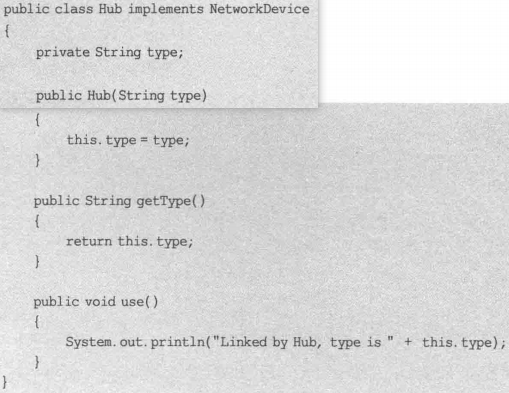 public class Hub implements NetworkDevice
{
    private String type;
    public Hub(String type)
    {
        this.type = type;
    }
    public String getType()
    {
        return this.type;
    }
    public void use()
    {
        System.out.println("Linked by Hub, type is " + this.type);
    }
}